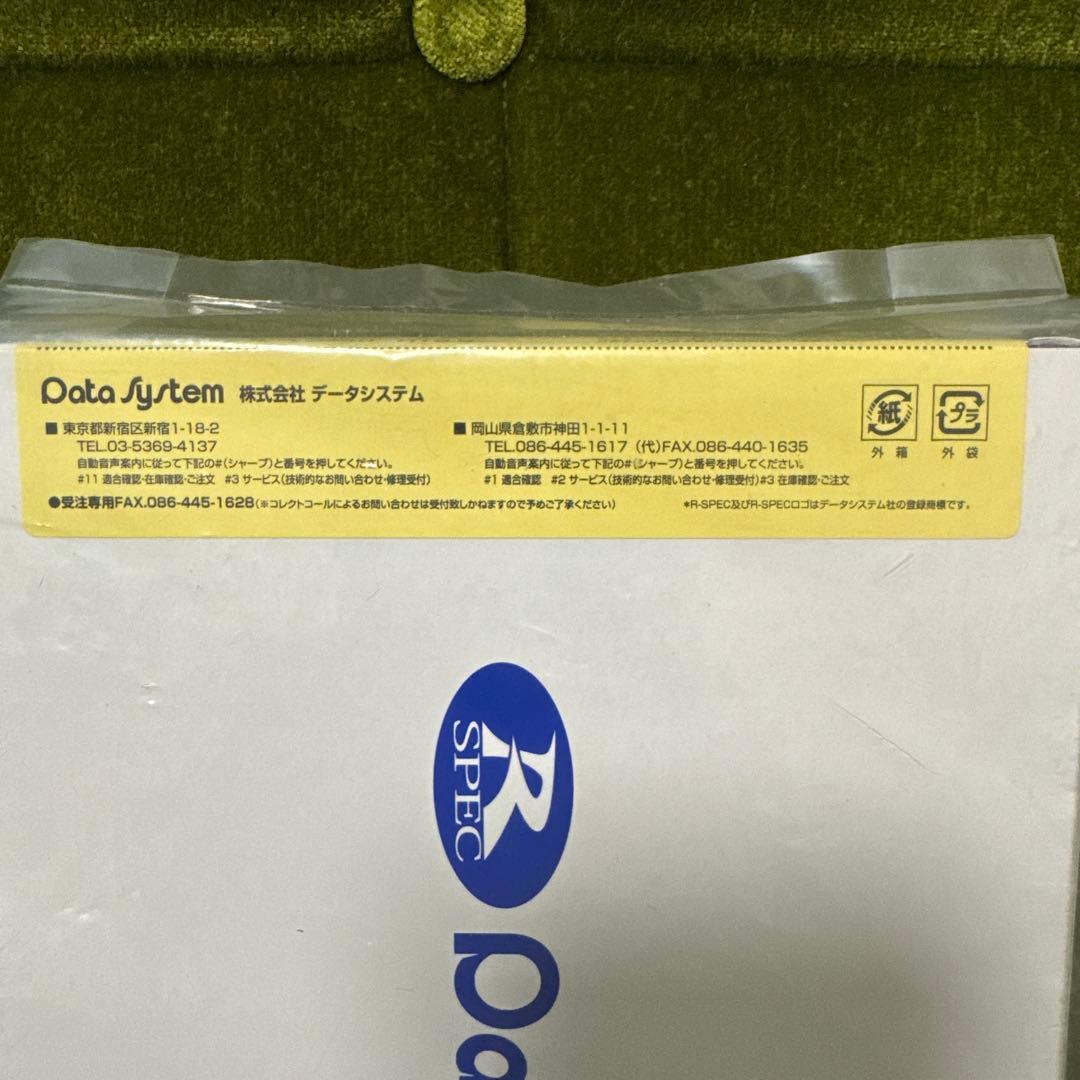 Data System 株式会社 データシステム
■ 東京都新宿区新宿1-18-2
TEL.03-5369-4137
自動音声案内に従って下記の#(シャープ)と番号を押してください。
#11 適合確認・在庫確認・ご注文 #3 サービス(技術的なお問い合わせ・修理受付)
■ 岡山県倉敷市神田1-1-11
TEL.086-445-1617 (代)FAX.086-440-1635
自動音声案内に従って下記の#(シャープ)と番号を押してください。
#1 適合確認 #2 サービス(技術的なお問い合わせ・修理受付)#3 在庫確認・ご注文
●受注専用FAX.086-445-1628(※コレクトコールによるお問い合わせは受付致しかねますので予めご了承ください)
*R-SPEC及びR-SPECロゴはデータシステム社の登録商標です。
紙
外箱
プラ
外袋
R
SPEC
Da